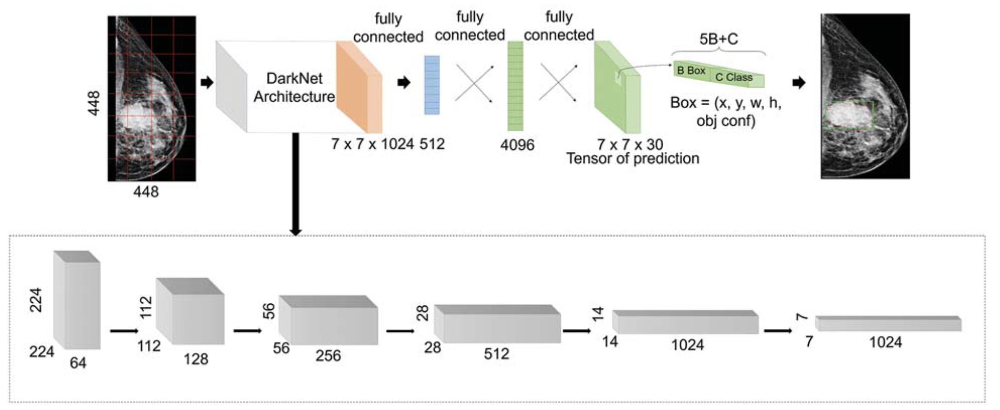 448
448
DarkNet
Architecture
7 x 7 x 1024
fully
connected
512
fully
connected
4096
fully
connected
7 x 7 x 30
Tensor of prediction
5B+C
B Box
C Class
Box = (x, y, w, h,
obj conf)
224
224
64
112
112
128
56
56
256
28
28
512
14
14
1024
7
7
1024